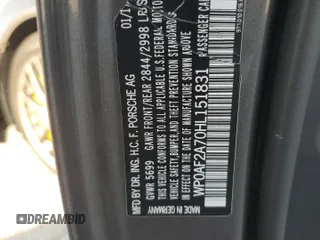 MFD BY DR. ING. H.C. F. PORSCHE AG 01/1
GVWR 5699 GAWR FRONT/REAR 2844/2998 LBS
THIS VEHICLE CONFORMS TO ALL APPLICABLE U.S. FEDERAL MOTO
VEHICLE SAFETY, BUMPER, AND THEFT PREVENTION STANDARDS
IN EFFECT ON THE DATE OF MANUFACTURE SHOWN ABOVE.
WP0AF2A70HL151831 PASSENGER CAR
MADE IN GERMANY